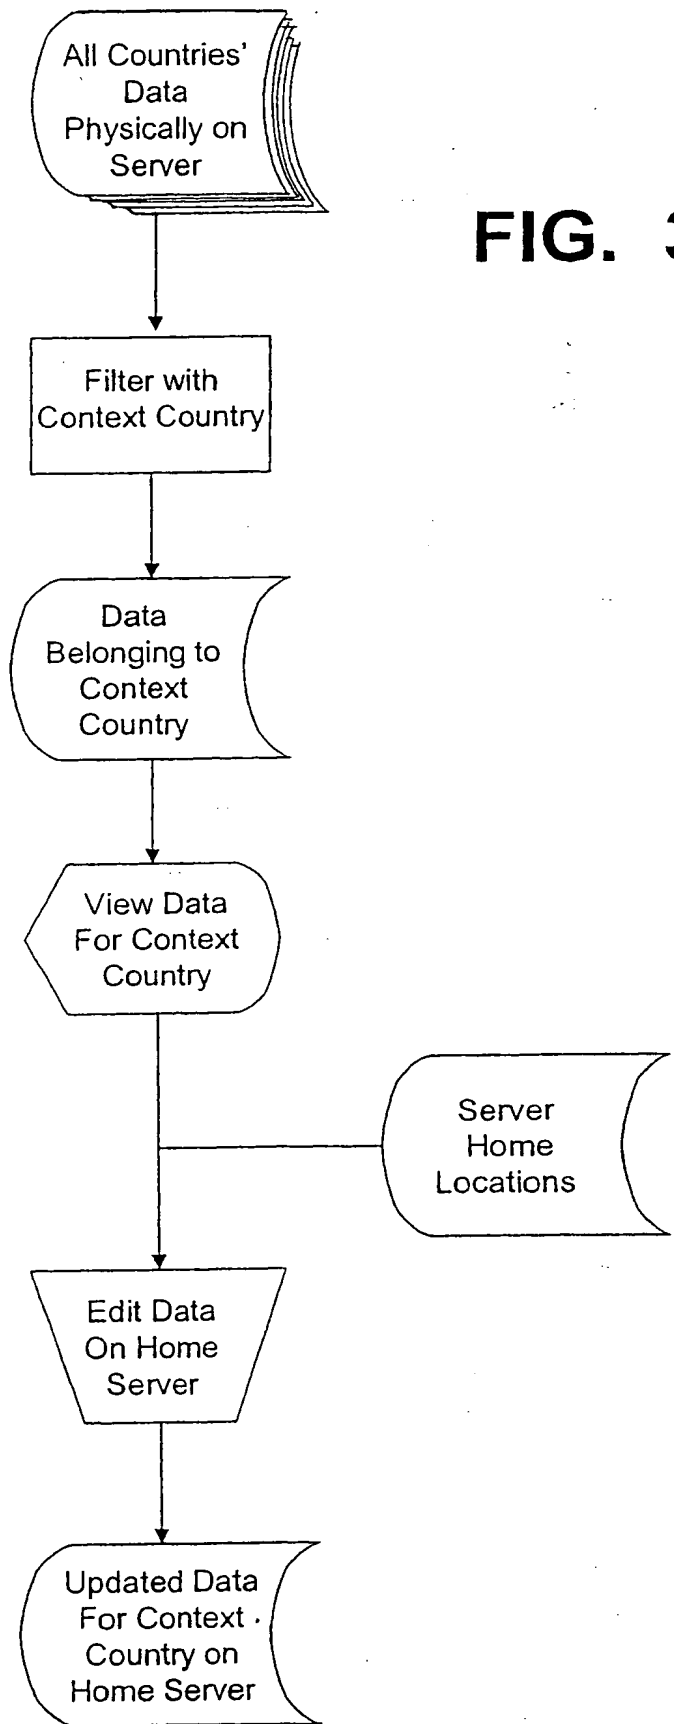 All Countries'
Data
Physically on
Server
FIG. 3
Filter with
Context Country
Data
Belonging to
Context
Country
View Data
For Context
Country
Server
Home
Locations
Edit Data
On Home
Server
Updated Data
For Context
Country on
Home Server